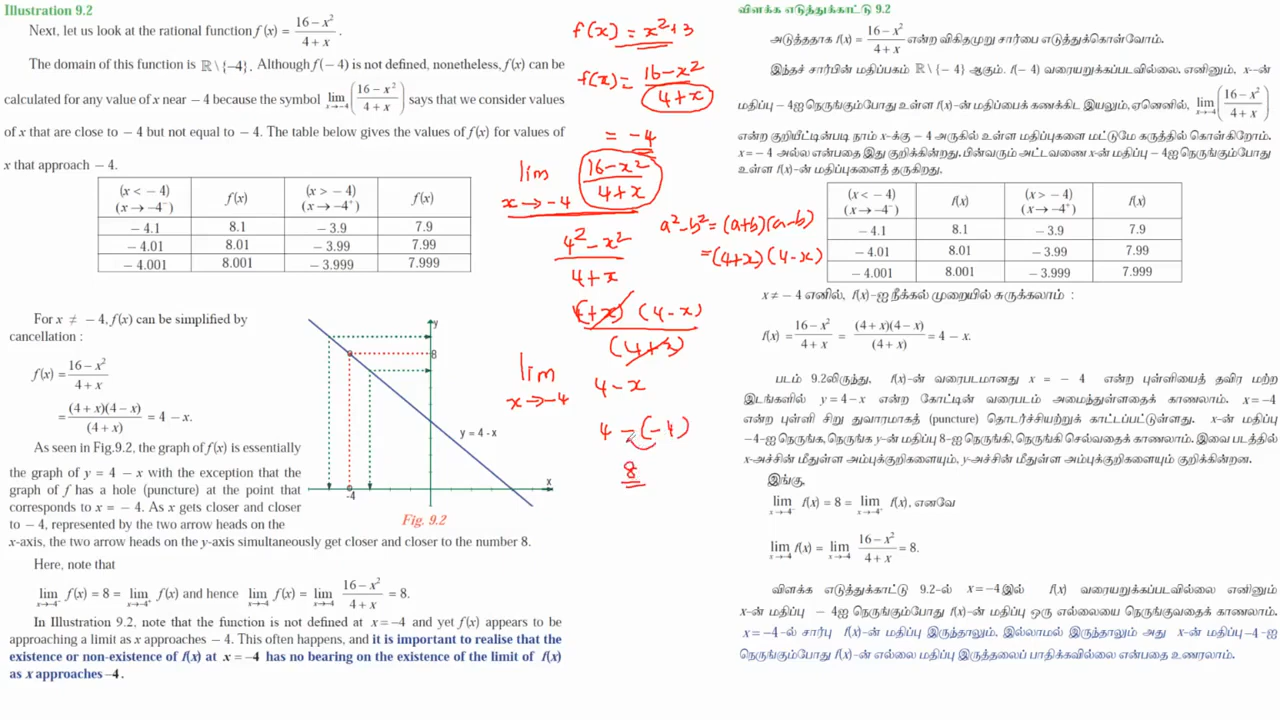 Illustration 9.2
Next, let us look at the rational function f (x) = (16 – x²)/(4 + x) .
The domain of this function is ℝ \ {–4}. Although f(– 4) is not defined, nonetheless, f(x) can be
calculated for any value of x near – 4 because the symbol lim x→–4 ((16 – x²)/(4 + x)) says that we consider values
of x that are close to – 4 but not equal to – 4. The table below gives the values of f(x) for values of
x that approach – 4.
(x < – 4) (x → –4⁻) f(x) (x > – 4) (x → –4⁺) f(x)
– 4.1 8.1 – 3.9 7.9
– 4.01 8.01 – 3.99 7.99
– 4.001 8.001 – 3.999 7.999
For x ≠ – 4, f(x) can be simplified by
cancellation :
f(x) = (16 – x²)/(4 + x)
= (4 + x)(4 – x)/(4 + x) = 4 – x.
As seen in Fig.9.2, the graph of f(x) is essentially
the graph of y = 4 – x with the exception that the
graph of f has a hole (puncture) at the point that
corresponds to x = – 4. As x gets closer and closer
to – 4, represented by the two arrow heads on the
x-axis, the two arrow heads on the y-axis simultaneously get closer and closer to the number 8.
y
8
y = 4 - x
x
-4
Fig. 9.2
Here, note that
lim x→–4⁻ f(x) = 8 = lim x→–4⁺ f(x) and hence lim x→–4 f(x) = lim x→–4 (16 – x²)/(4 + x) = 8.
In Illustration 9.2, note that the function is not defined at x = –4 and yet f(x) appears to be
approaching a limit as x approaches – 4. This often happens, and it is important to realise that the
existence or non-existence of f(x) at x = –4 has no bearing on the existence of the limit of f(x)
as x approaches –4 .
f(x) = x²+3
f(x) = (16 – x²)/(4 + x)
= –4
lim x→–4 (16 – x²)/(4 + x)
a²–b² = (a+b)(a–b)
= (4+x)(4–x)
(4² – x²)/(4 + x)
(4+x) (4–x)
(4+x)
lim x→–4 4 – x
4 – (–4)
8
விளக்க எடுத்துக்காட்டு 9.2
அடுத்ததாக f(x) = (16 – x²)/(4 + x) என்ற விகிதமுறு சார்பை எடுத்துக்கொள்வோம்.
இந்தச் சார்பின் மதிப்பகம் ℝ \ {– 4} ஆகும். f(– 4) வரையறுக்கப்படவில்லை. எனினும், x-ன்
மதிப்பு – 4ஐ நெருங்கும்போது உள்ள f(x)-ன் மதிப்பைக் கணக்கிட இயலும், ஏனெனில், lim x→–4 ((16 – x²)/(4 + x))
என்ற குறியீட்டின்படி நாம் x-க்கு – 4 அருகில் உள்ள மதிப்புகளை மட்டுமே கருத்தில் கொள்கிறோம்.
x = – 4 அல்ல என்பதை இது குறிக்கின்றது. பின்வரும் அட்டவணை x-ன் மதிப்பு – 4ஐ நெருங்கும்போது
உள்ள f(x)-ன் மதிப்புகளைத் தருகிறது.
(x < – 4) (x → –4⁻) f(x) (x > – 4) (x → –4⁺) f(x)
– 4.1 8.1 – 3.9 7.9
– 4.01 8.01 – 3.99 7.99
– 4.001 8.001 – 3.999 7.999
x ≠ – 4 எனில், f(x)-ஐ நீக்கல் முறையில் சுருக்கலாம் :
f(x) = (16 – x²)/(4 + x) = (4 + x)(4 – x)/(4 + x) = 4 – x.
படம் 9.2லிருந்து, f(x)-ன் வரைபடமானது x = – 4 என்ற புள்ளியைத் தவிர மற்ற
இடங்களில் y = 4 – x என்ற கோட்டின் வரைபடம் அமைந்துள்ளதைக் காணலாம். x = –4
என்ற புள்ளி சிறு துவாரமாகத் (puncture) தொடர்ச்சியற்றுக் காட்டப்பட்டுள்ளது. x-ன் மதிப்பு
–4-ஐ நெருங்க, நெருங்க y-ன் மதிப்பு 8-ஐ நெருங்கி, நெருங்கி செல்வதைக் காணலாம். இவை படத்தில்
x-அச்சின் மீதுள்ள அம்புக்குறிகளையும், y-அச்சின் மீதுள்ள அம்புக்குறிகளையும் குறிக்கின்றன.
இங்கு,
lim x→–4⁻ f(x) = 8 = lim x→–4⁺ f(x), எனவே
lim x→–4 f(x) = lim x→–4 (16 – x²)/(4 + x) = 8.
விளக்க எடுத்துக்காட்டு 9.2-ல் x = –4இல் f(x) வரையறுக்கப்படவில்லை எனினும்
x-ன் மதிப்பு – 4ஐ நெருங்கும்போது f(x)-ன் மதிப்பு ஒரு எல்லையை நெருங்குவதைக் காணலாம்.
x = –4-ல் சார்பு f(x)-ன் மதிப்பு இருந்தாலும், இல்லாமல் இருந்தாலும் அது x-ன் மதிப்பு–4 -ஐ
நெருங்கும்போது f(x)-ன் எல்லை மதிப்பு இருத்தலைப் பாதிக்கவில்லை என்பதை உணரலாம்.